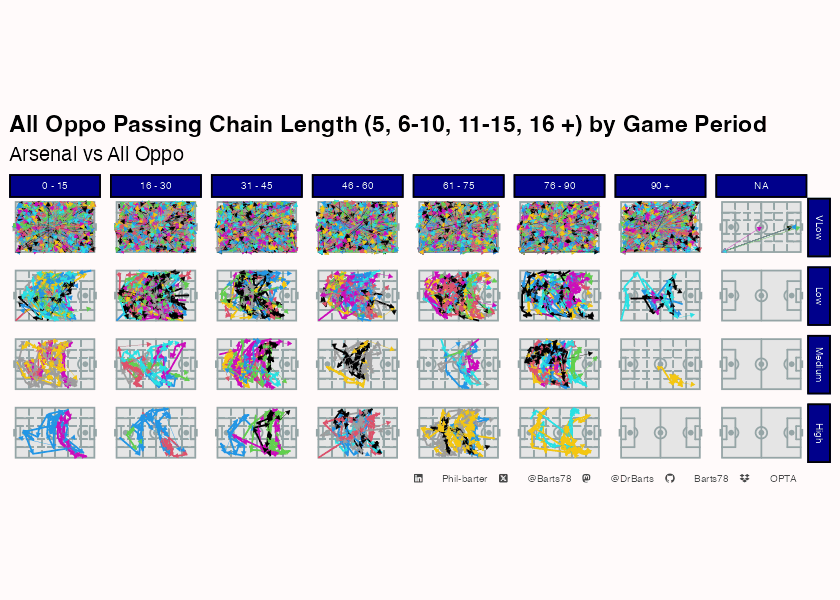 All Oppo Passing Chain Length (5, 6-10, 11-15, 16 +) by Game Period
Arsenal vs All Oppo
0 - 15 16 - 30 31 - 45 46 - 60 61 - 75 76 - 90 90 + NA
V.Low
Low
Medium
High
Phil-barter @Barts78 @DrBarts Barts78 OPTA